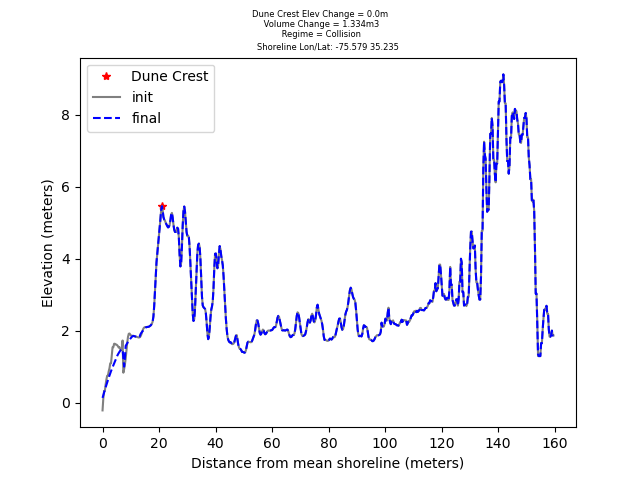 Dune Crest Elev Change = 0.0m
Volume Change = 1.334m3
Regime = Collision
Shoreline Lon/Lat: -75.579 35.235
Dune Crest
init
final
Elevation (meters)
8
6
4
2
0
0 20 40 60 80 100 120 140 160
Distance from mean shoreline (meters)